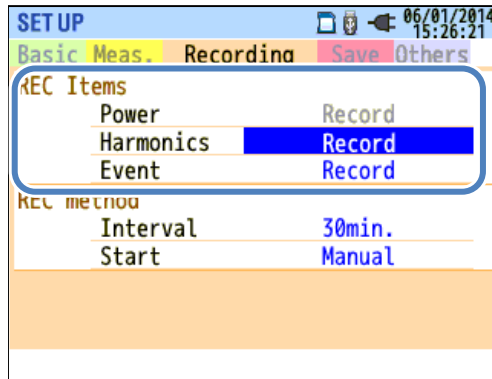 SET UP
06/01/2014
15:26:21
Basic Meas. Recording Save Others
REC Items
Power Record
Harmonics Record
Event Record
REC method
Interval 30min.
Start Manual